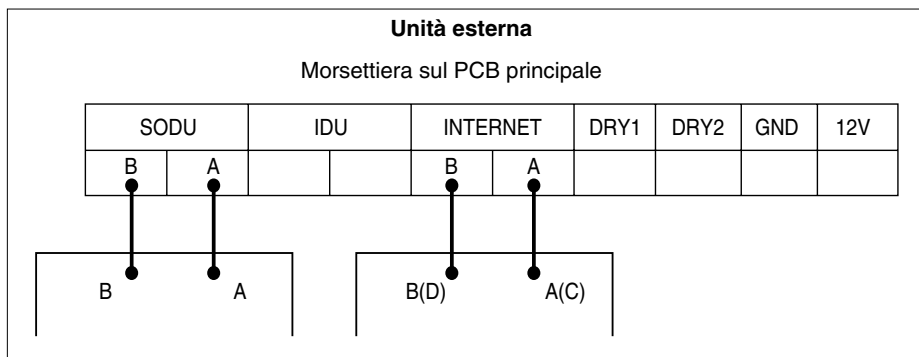 Unità esterna
Morsettiera sul PCB principale
SODU IDU INTERNET DRY1 DRY2 GND 12V
B A B A
B A B(D) A(C)